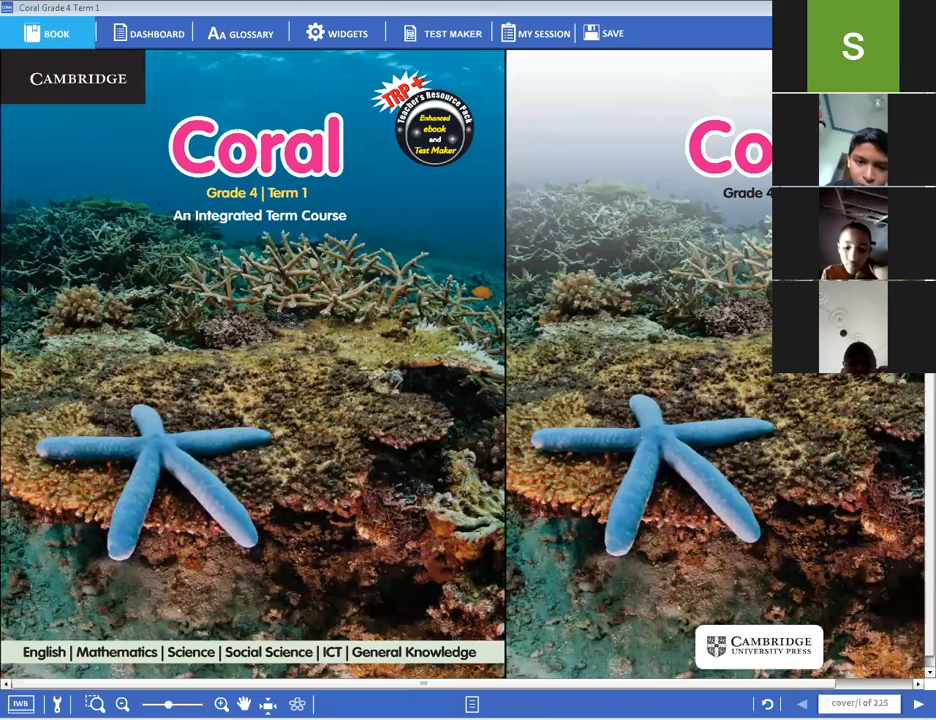 Coral Grade 4 Term 1
BOOK
DASHBOARD
AA GLOSSARY
WIDGETS
TEST MAKER
MY SESSION
SAVE
S
CAMBRIDGE
TRP+
Teacher's Resource Pack
Enhanced
ebook
and
Test Maker
Coral
Grade 4 | Term 1
An Integrated Term Course
English | Mathematics | Science | Social Science | ICT | General Knowledge
Co
Grade 4
CAMBRIDGE
UNIVERSITY PRESS
IWB
cover/i of 225